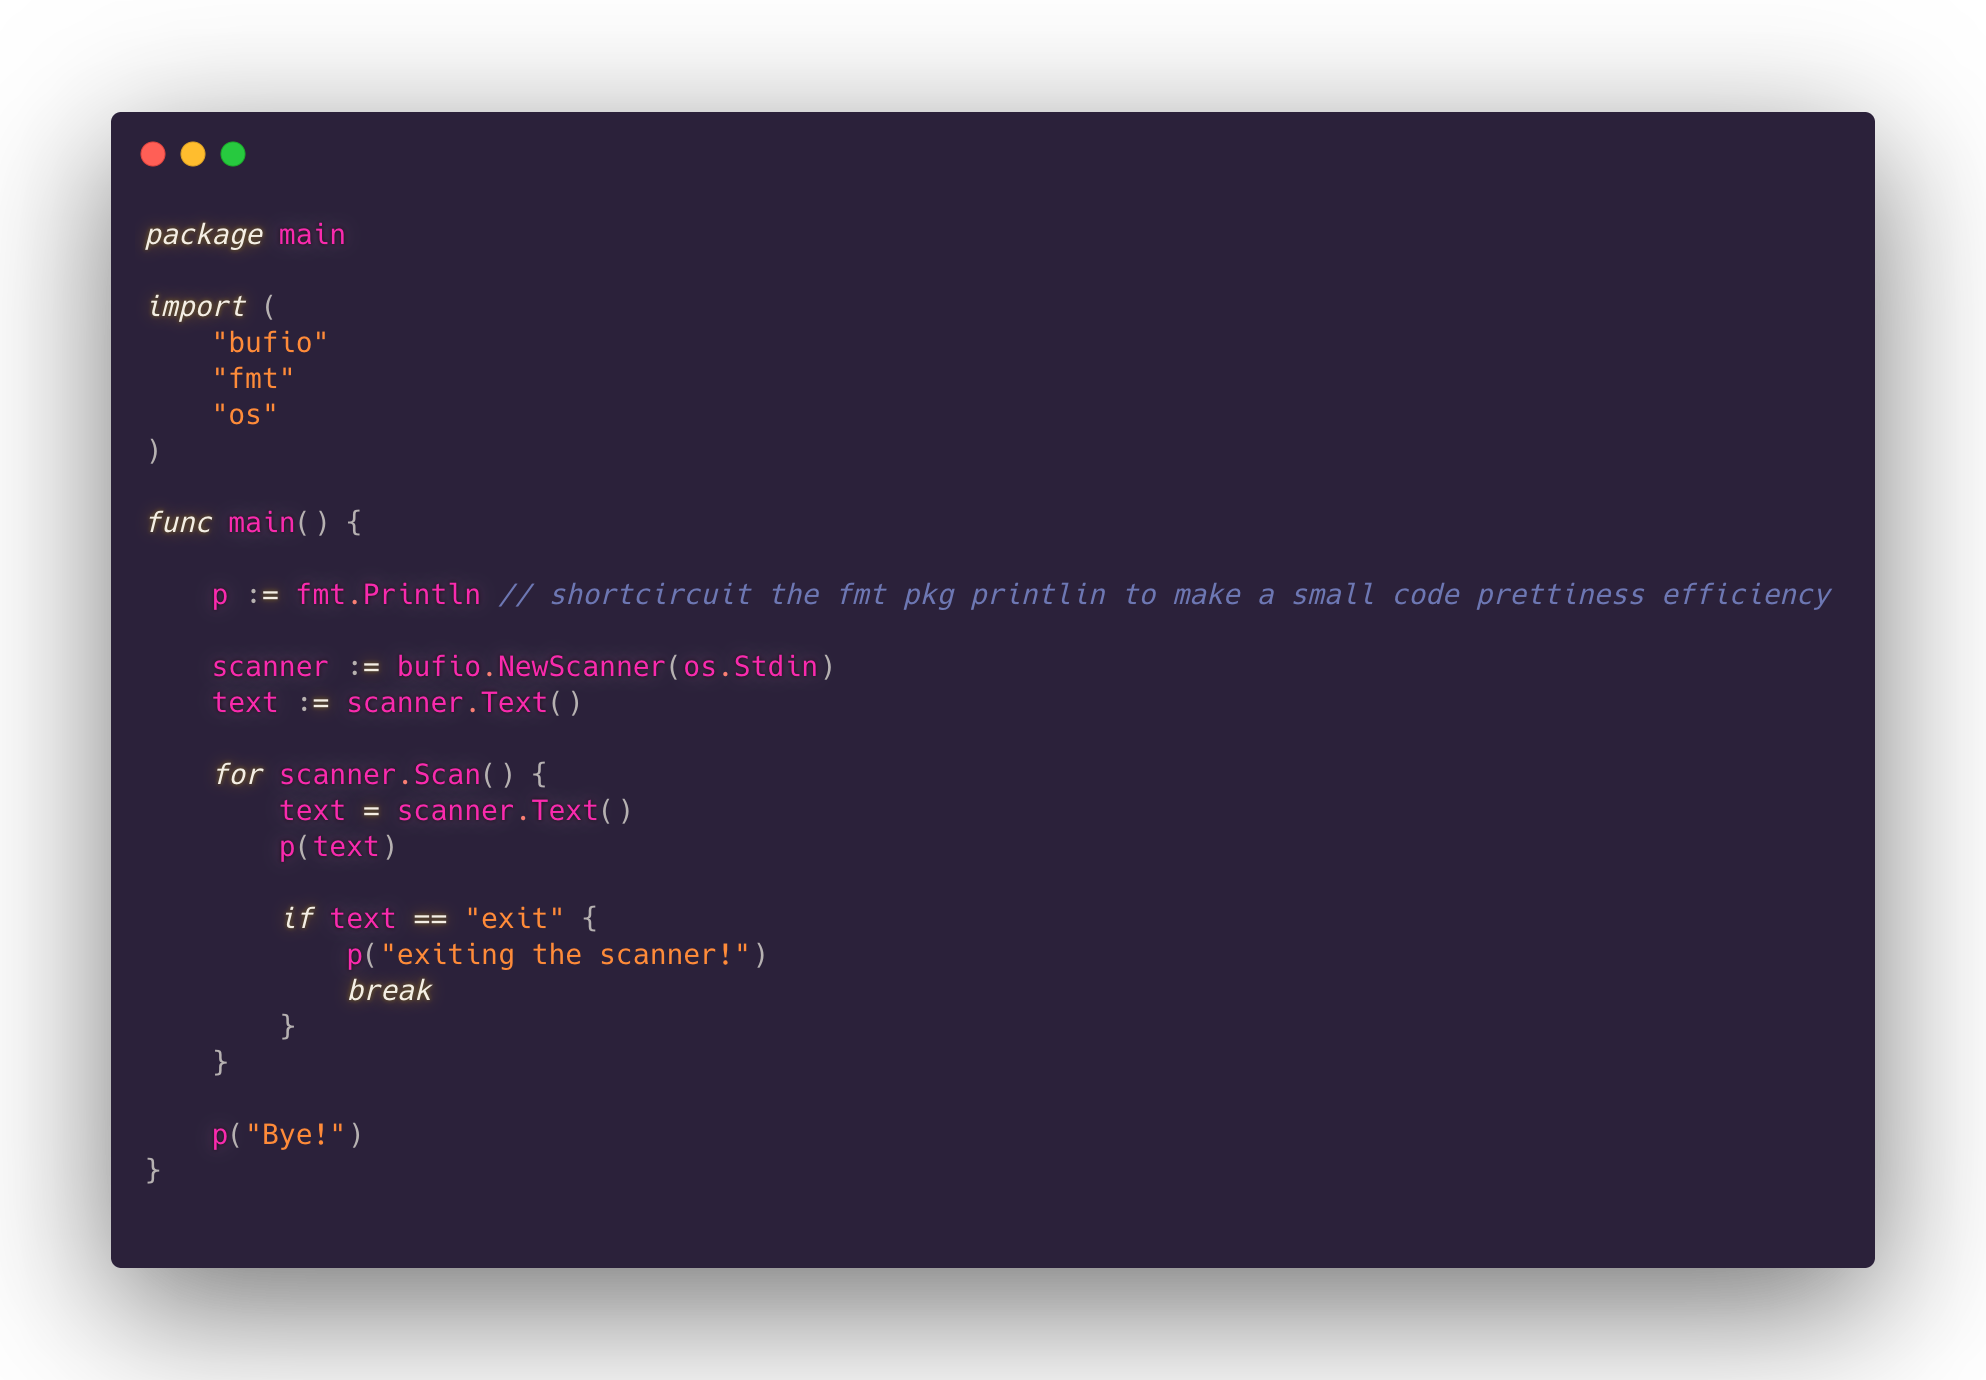 package main
import (
"bufio"
"fmt"
"os"
)
func main() {
p := fmt.Println // shortcircuit the fmt pkg println to make a small code prettiness efficiency
scanner := bufio.NewScanner(os.Stdin)
text := scanner.Text()
for scanner.Scan() {
text = scanner.Text()
p(text)
if text == "exit" {
p("exiting the scanner!")
break
}
}
p("Bye!")
}